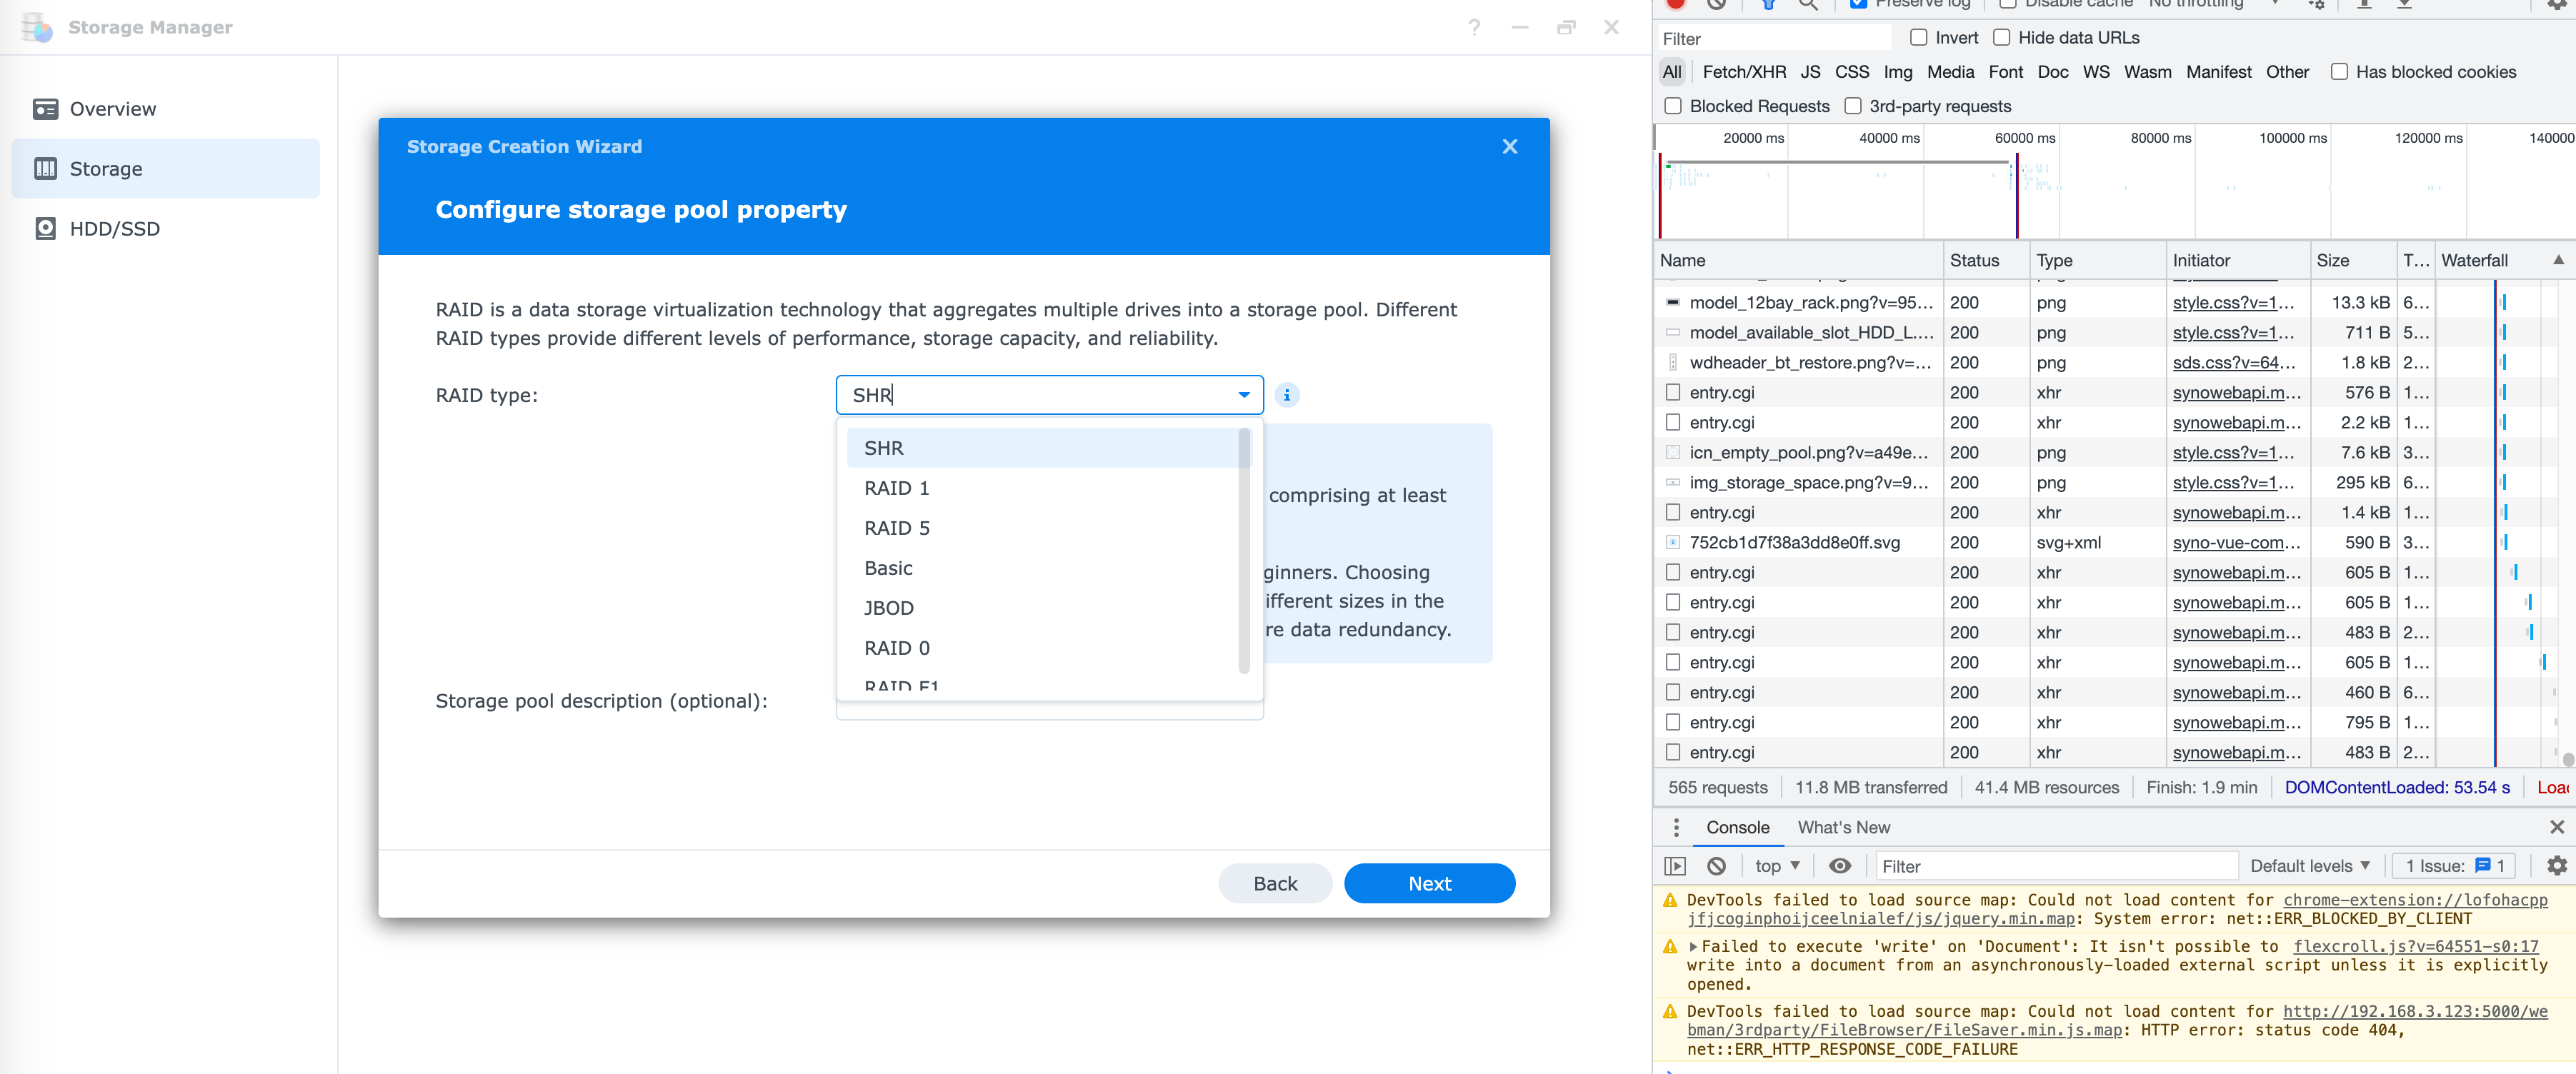 Storage Manager
Overview
Storage
HDD/SSD
Storage Creation Wizard
Configure storage pool property
RAID is a data storage virtualization technology that aggregates multiple drives into a storage pool. Different
RAID types provide different levels of performance, storage capacity, and reliability.
RAID type:
SHR
SHR
RAID 1
RAID 5
Basic
JBOD
RAID 0
RAID F1
comprising at least
ginners. Choosing
ifferent sizes in the
re data redundancy.
Storage pool description (optional):
Back
Next
Preserve log
Disable cache
No throttling
Filter
Invert
Hide data URLs
All Fetch/XHR JS CSS Img Media Font Doc WS Wasm Manifest Other Has blocked cookies
Blocked Requests 3rd-party requests
20000 ms 40000 ms 60000 ms 80000 ms 100000 ms 120000 ms 140000
Name Status Type Initiator Size T... Waterfall
model_12bay_rack.png?v=95... 200 png style.css?v=1... 13.3 kB 6...
model_available_slot_HDD_L.... 200 png style.css?v=1... 711 B 5...
wdheader_bt_restore.png?v=... 200 png sds.css?v=64... 1.8 kB 2...
entry.cgi 200 xhr synowebapi.m... 576 B 1...
entry.cgi 200 xhr synowebapi.m... 2.2 kB 1...
icn_empty_pool.png?v=a49e... 200 png style.css?v=1... 7.6 kB 3...
img_storage_space.png?v=9... 200 png style.css?v=1... 295 kB 6...
entry.cgi 200 xhr synowebapi.m... 1.4 kB 1...
752cb1d7f38a3dd8e0ff.svg 200 svg+xml syno-vue-com... 590 B 3...
entry.cgi 200 xhr synowebapi.m... 605 B 1...
entry.cgi 200 xhr synowebapi.m... 605 B 1...
entry.cgi 200 xhr synowebapi.m... 483 B 2...
entry.cgi 200 xhr synowebapi.m... 605 B 1...
entry.cgi 200 xhr synowebapi.m... 460 B 6...
entry.cgi 200 xhr synowebapi.m... 795 B 1...
entry.cgi 200 xhr synowebapi.m... 483 B 2...
565 requests 11.8 MB transferred 41.4 MB resources Finish: 1.9 min DOMContentLoaded: 53.54 s Load
Console What's New
top Filter Default levels 1 Issue: 1
DevTools failed to load source map: Could not load content for chrome-extension://lofohacpp
jfjcoginphoijceelnialef/js/jquery.min.map: System error: net::ERR_BLOCKED_BY_CLIENT
Failed to execute 'write' on 'Document': It isn't possible to flexcroll.js?v=64551-s0:17
write into a document from an asynchronously-loaded external script unless it is explicitly
opened.
DevTools failed to load source map: Could not load content for http://192.168.3.123:5000/we
bman/3rdparty/FileBrowser/FileSaver.min.js.map: HTTP error: status code 404,
net::ERR_HTTP_RESPONSE_CODE_FAILURE